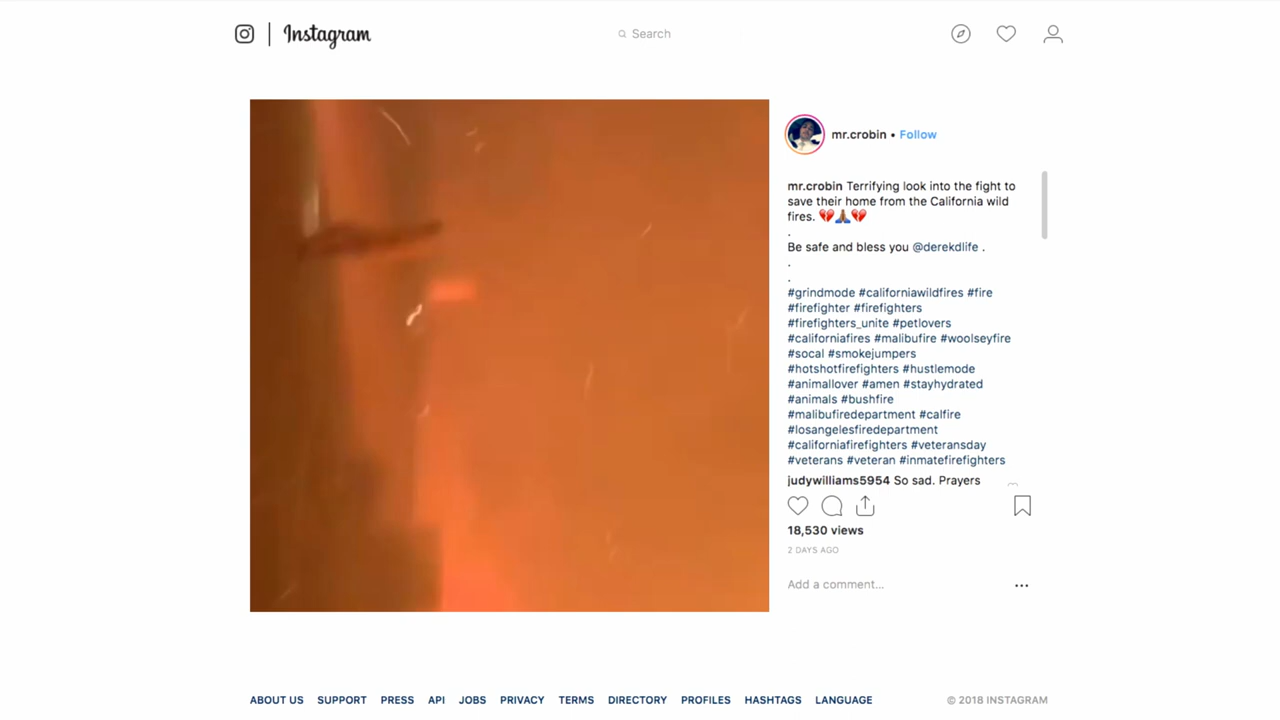 Instagram
Search
mr.crobin • Follow
mr.crobin Terrifying look into the fight to
save their home from the California wild
fires. 💔🙏🏾💔
.
Be safe and bless you @derekdlife .
.
.
#grindmode #californiawildfires #fire
#firefighter #firefighters
#firefighters_unite #petlovers
#californiafires #malibufire #woolseyfire
#socal #smokejumpers
#hotshotfirefighters #hustlemode
#animallover #amen #stayhydrated
#animals #bushfire
#malibufiredepartment #calfire
#losangelesfiredepartment
#californiafirefighters #veteransday
#veterans #veteran #inmatefirefighters
judywilliams5954 So sad. Prayers
18,530 views
2 DAYS AGO
Add a comment...
ABOUT US SUPPORT PRESS API JOBS PRIVACY TERMS DIRECTORY PROFILES HASHTAGS LANGUAGE © 2018 INSTAGRAM